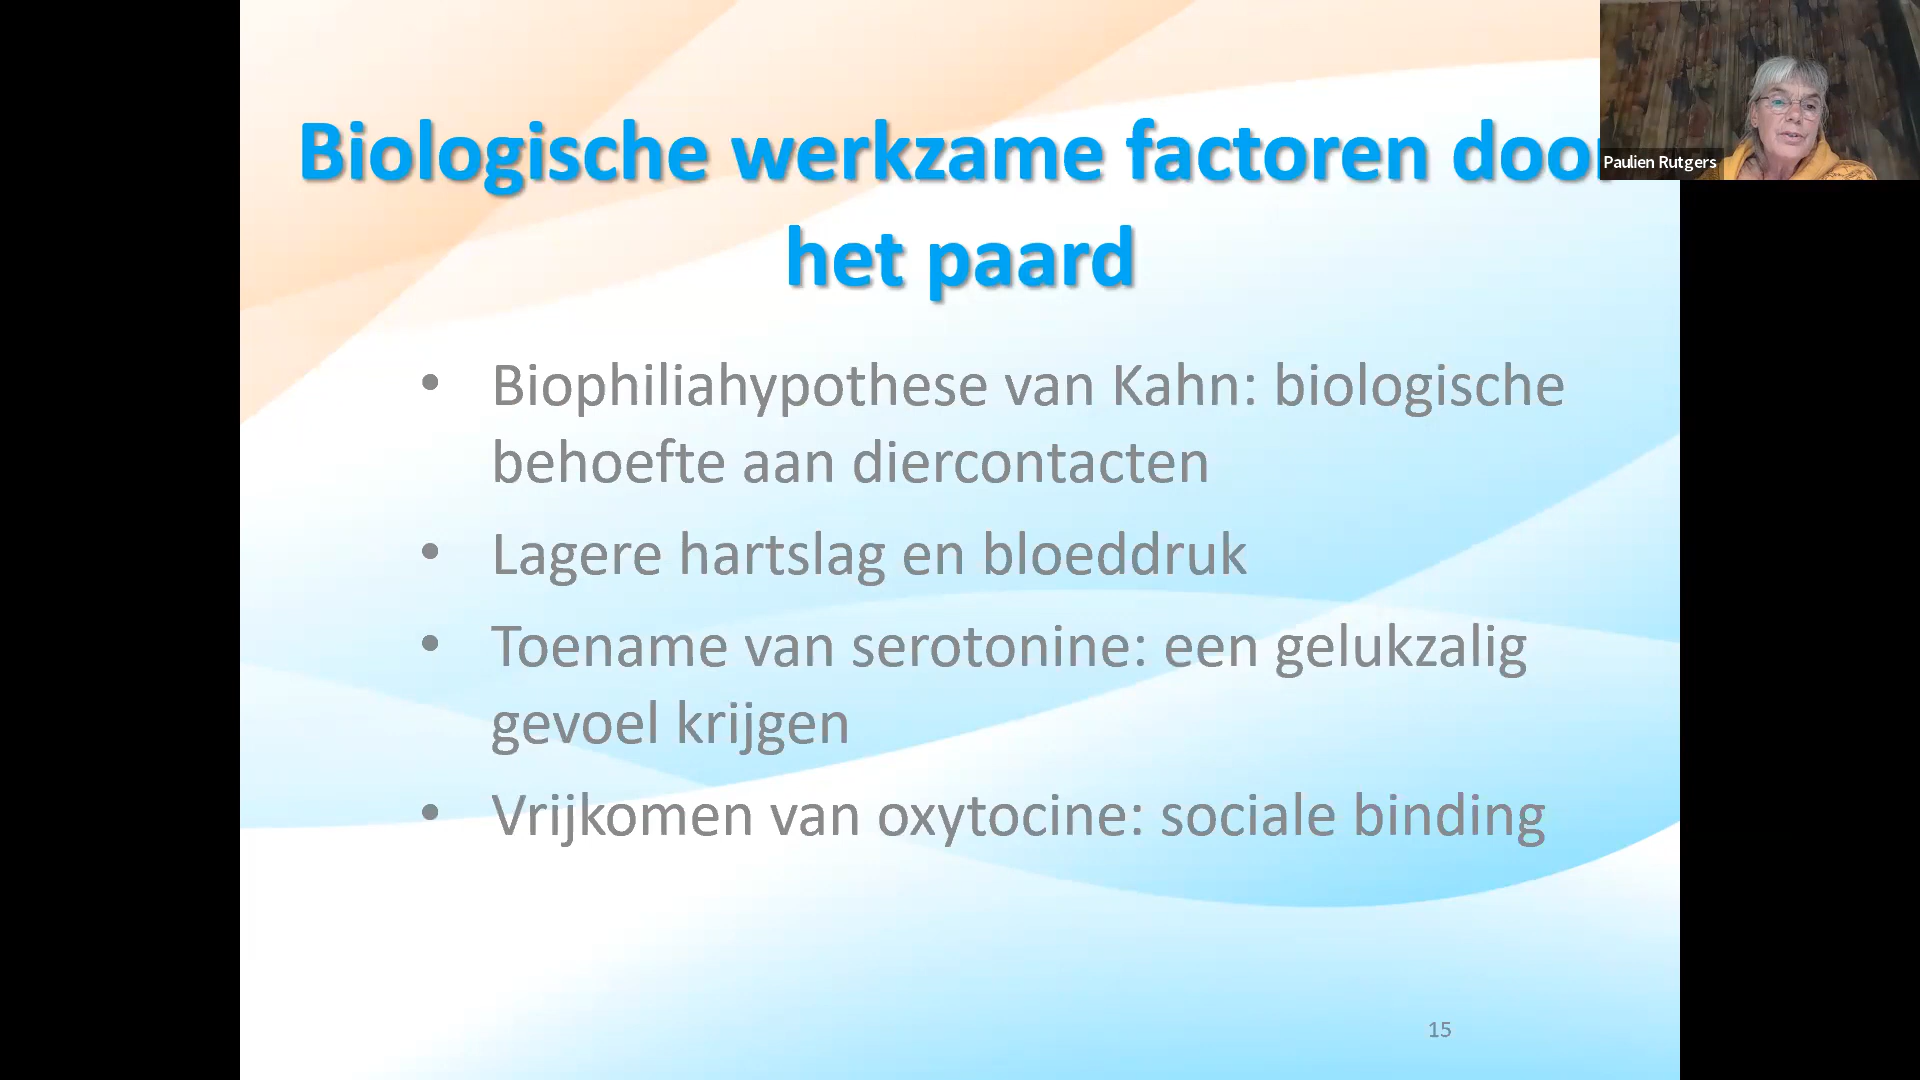 Biologische werkzame factoren door
het paard
Paulien Rutgers
• Biophiliahypothese van Kahn: biologische
behoefte aan diercontacten
• Lagere hartslag en bloeddruk
• Toename van serotonine: een gelukzalig
gevoel krijgen
• Vrijkomen van oxytocine: sociale binding
15